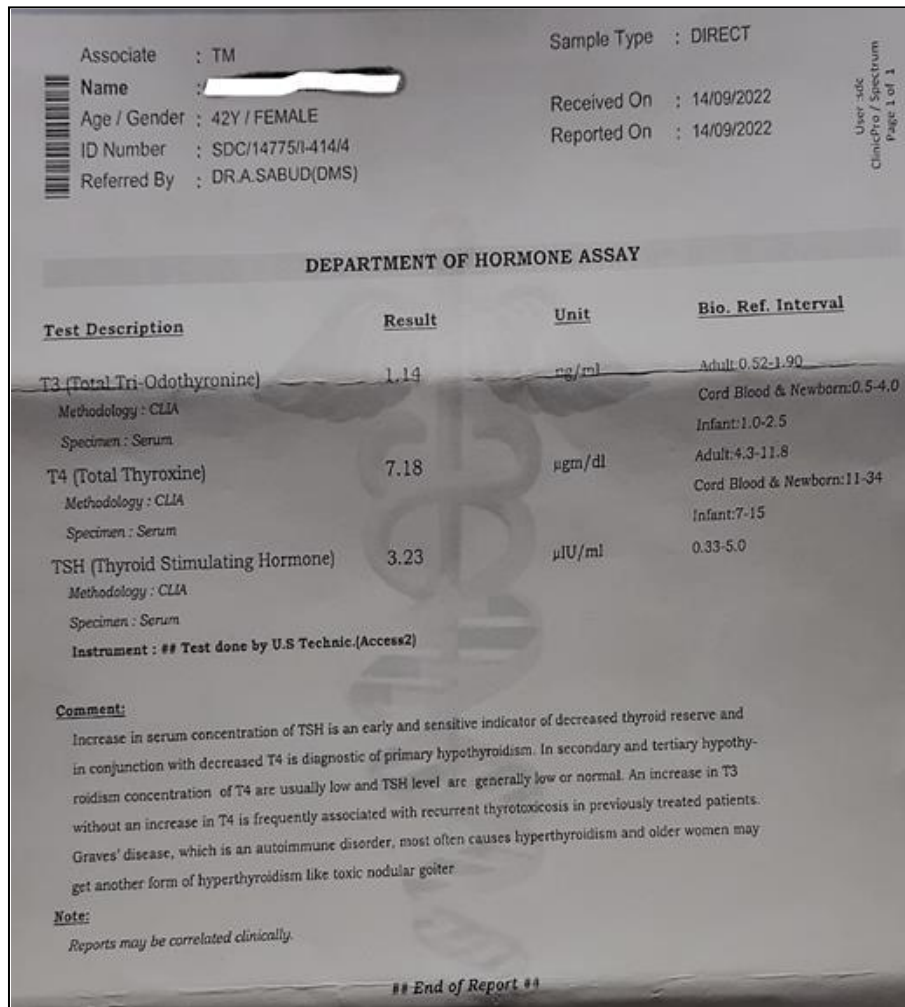 Associate : TM
Name :
Age / Gender : 42Y / FEMALE
ID Number : SDC/14775/I-414/4
Referred By : DR.A.SABUD(DMS)
Sample Type : DIRECT
Received On : 14/09/2022
Reported On : 14/09/2022
User :sdc
ClinicPro / Spectrum
Page 1 of 1
DEPARTMENT OF HORMONE ASSAY
Test Description Result Unit Bio. Ref. Interval
T3 (Total Tri-Odothyronine) 1.14 ng/ml Adult:0.52-1.90
Methodology : CLIA Cord Blood & Newborn:0.5-4.0
Specimen : Serum Infant:1.0-2.5
T4 (Total Thyroxine) 7.18 µgm/dl Adult:4.3-11.8
Methodology : CLIA Cord Blood & Newborn:11-34
Specimen : Serum Infant:7-15
TSH (Thyroid Stimulating Hormone) 3.23 µIU/ml 0.33-5.0
Methodology : CLIA
Specimen : Serum
Instrument : ## Test done by U.S Technic.(Access2)
Comment:
Increase in serum concentration of TSH is an early and sensitive indicator of decreased thyroid reserve and
in conjunction with decreased T4 is diagnostic of primary hypothyroidism. In secondary and tertiary hypothy-
roidism concentration of T4 are usually low and TSH level are generally low or normal. An increase in T3
without an increase in T4 is frequently associated with recurrent thyrotoxicosis in previously treated patients.
Graves' disease, which is an autoimmune disorder, most often causes hyperthyroidism and older women may
get another form of hyperthyroidism like toxic nodular goiter
Note:
Reports may be correlated clinically.
## End of Report ##